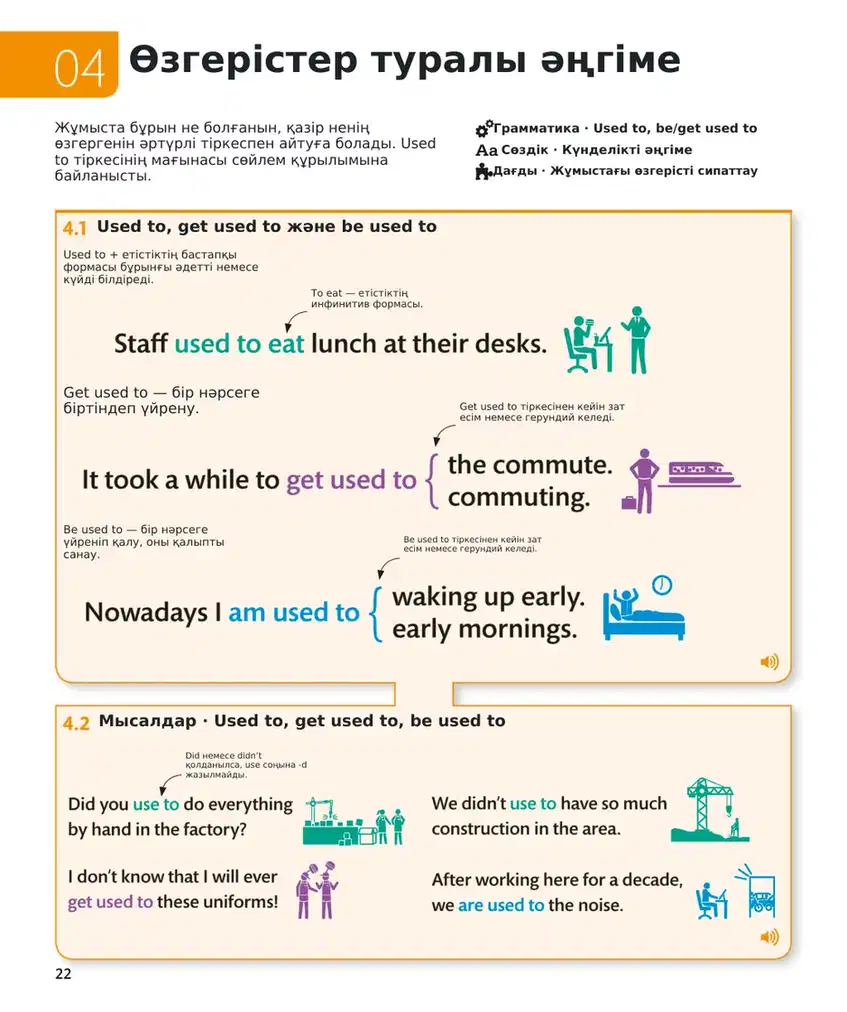 04 Өзгерістер туралы әңгіме
Жұмыста бұрын не болғанын, қазір ненің
өзгергенін әртүрлі тіркеспен айтуға болады. Used
to тіркесінің мағынасы сөйлем құрылымына
байланысты.
Грамматика · Used to, be/get used to
Aa Сөздік · Күнделікті әңгіме
Дағды · Жұмыстағы өзгерісті сипаттау
4.1 Used to, get used to және be used to
Used to + етістіктің бастапқы
формасы бұрынғы әдетті немесе
күйді білдіреді.
To eat — етістіктің
инфинитив формасы.
Staff used to eat lunch at their desks.
Get used to — бір нәрсеге
біртіндеп үйрену.
Get used to тіркесінен кейін зат
есім немесе герундий келеді.
It took a while to get used to
the commute.
commuting.
Be used to — бір нәрсеге
үйреніп қалу, оны қалыпты
санау.
Be used to тіркесінен кейін зат
есім немесе герундий келеді.
Nowadays I am used to
waking up early.
early mornings.
4.2 Мысалдар · Used to, get used to, be used to
Did немесе didn’t
қолданылса, use соңына -d
жазылмайды.
Did you use to do everything
by hand in the factory?
We didn’t use to have so much
construction in the area.
I don’t know that I will ever
get used to these uniforms!
After working here for a decade,
we are used to the noise.
22